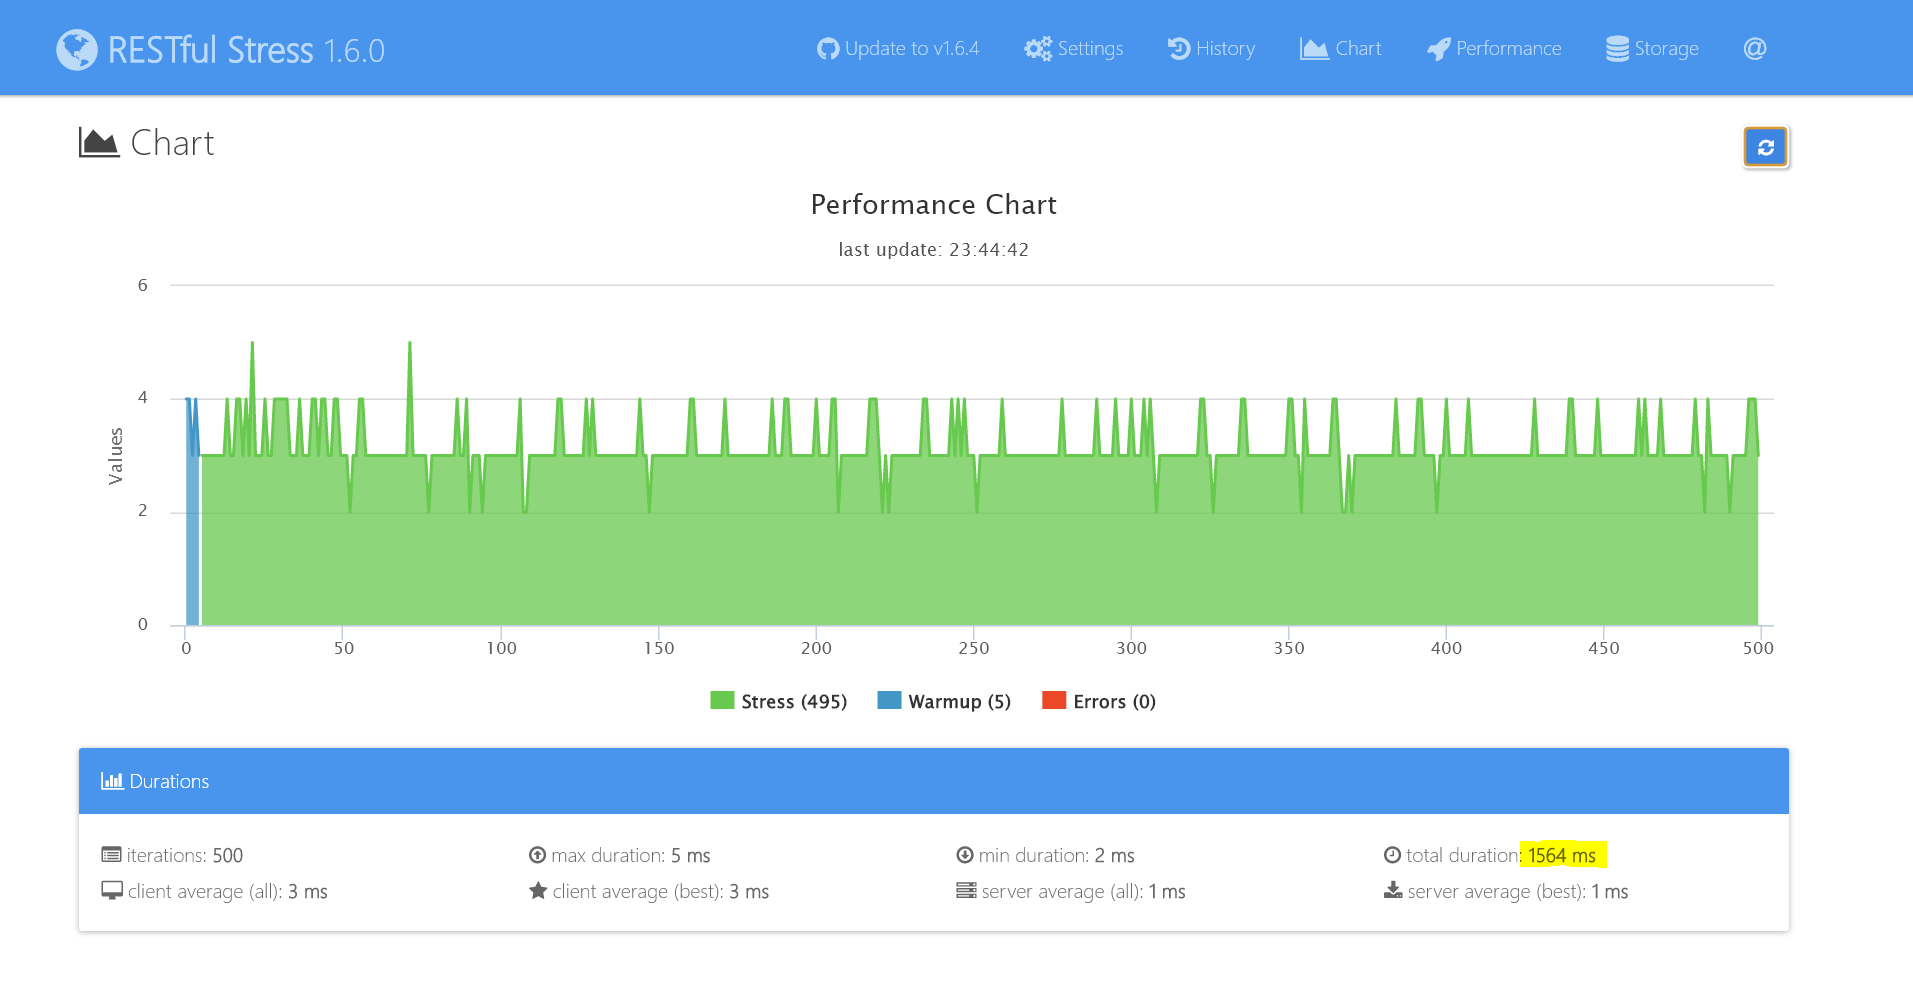 RESTful Stress 1.6.0
Update to v1.6.4 Settings History Chart Performance Storage @
Chart
Performance Chart
last update: 23:44:42
6
4
2
0
Values
0 50 100 150 200 250 300 350 400 450 500
Stress (495) Warmup (5) Errors (0)
Durations
iterations: 500 max duration: 5 ms min duration: 2 ms total duration: 1564 ms
client average (all): 3 ms client average (best): 3 ms server average (all): 1 ms server average (best): 1 ms